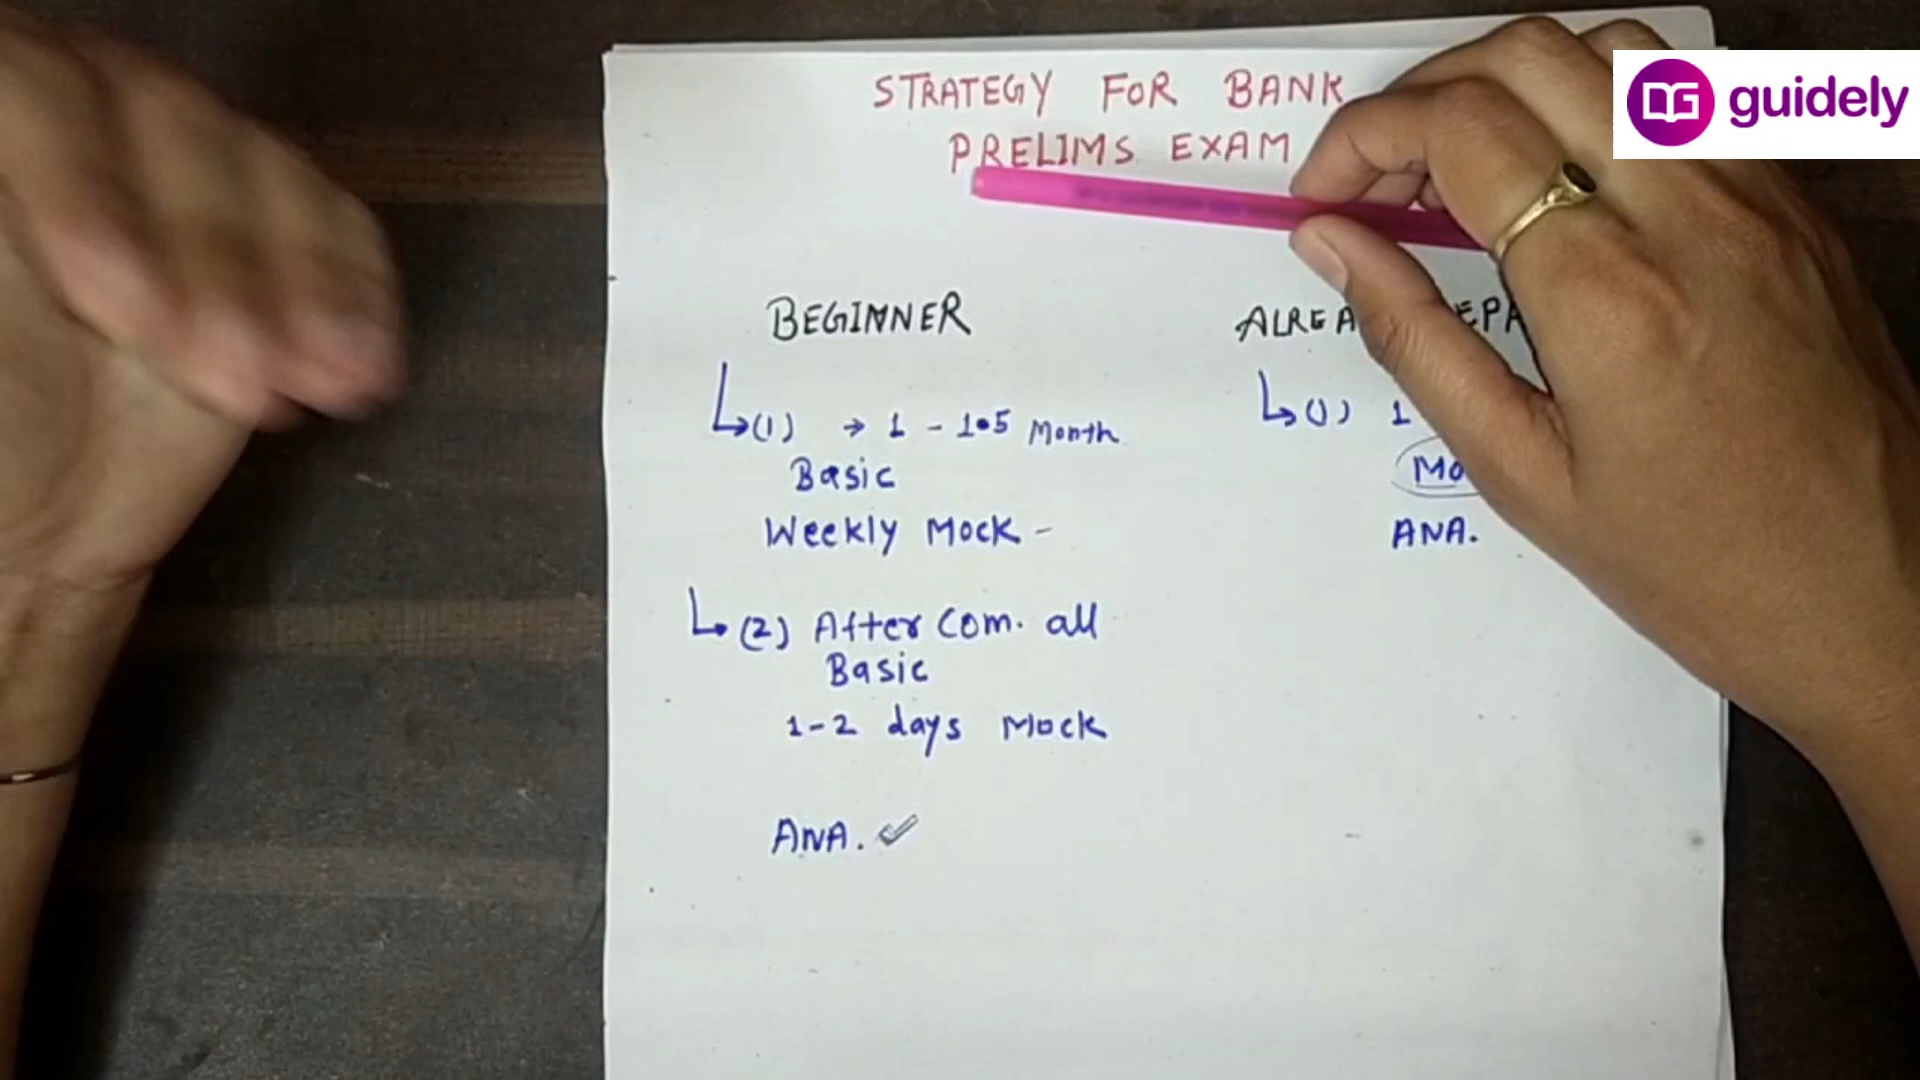 STRATEGY FOR BANK
PRELIMS EXAM
guidely
BEGINNER
(1) → 1 - 1.5 Month
Basic
Weekly Mock -
(2) After Com. all
Basic
1-2 days Mock
ANA. ✓
(1) 1
ANA.